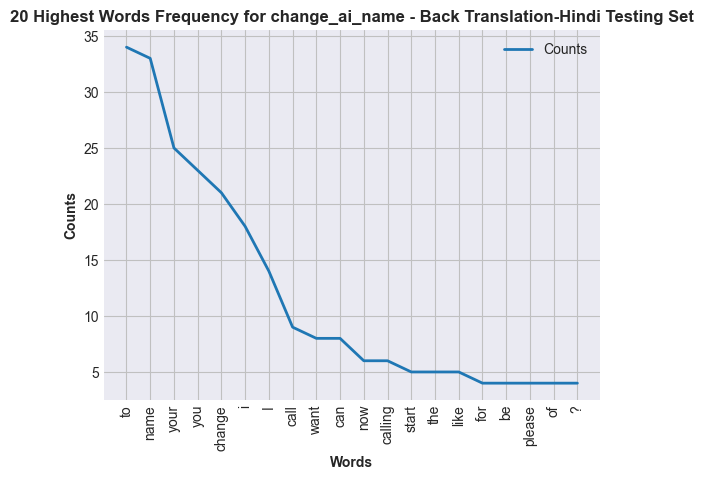 20 Highest Words Frequency for change_ai_name - Back Translation-Hindi Testing Set
Counts
35
30
25
20
15
10
5
Counts
to
name
your
you
change
i
I
call
want
can
now
calling
start
the
like
for
be
please
of
?
Words